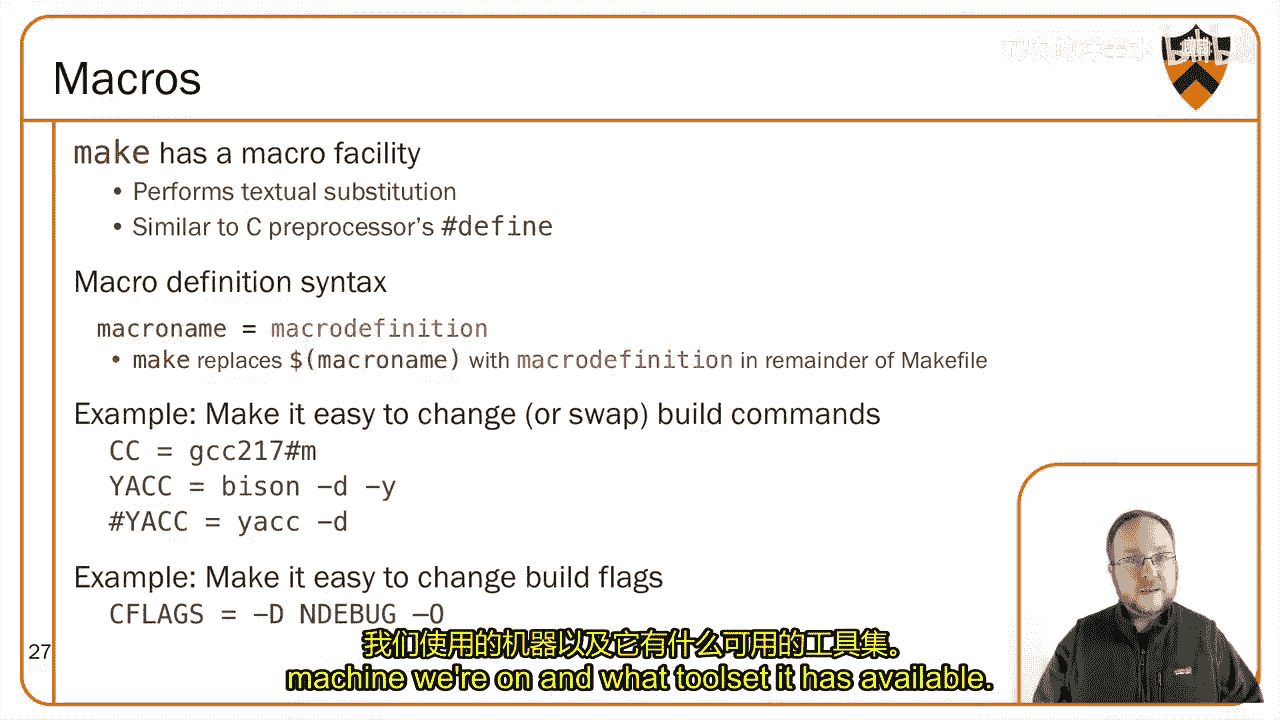 Macros
make has a macro facility
• Performs textual substitution
• Similar to C preprocessor’s #define
Macro definition syntax
macroname = macrodefinition
• make replaces $(macroname) with macrodefinition in remainder of Makefile
Example: Make it easy to change (or swap) build commands
CC = gcc217#m
YACC = bison –d –y
#YACC = yacc –d
Example: Make it easy to change build flags
CFLAGS = –D NDEBUG –O
27
我们使用的机器以及它有什么可用的工具集。
machine we're on and what toolset it has available.